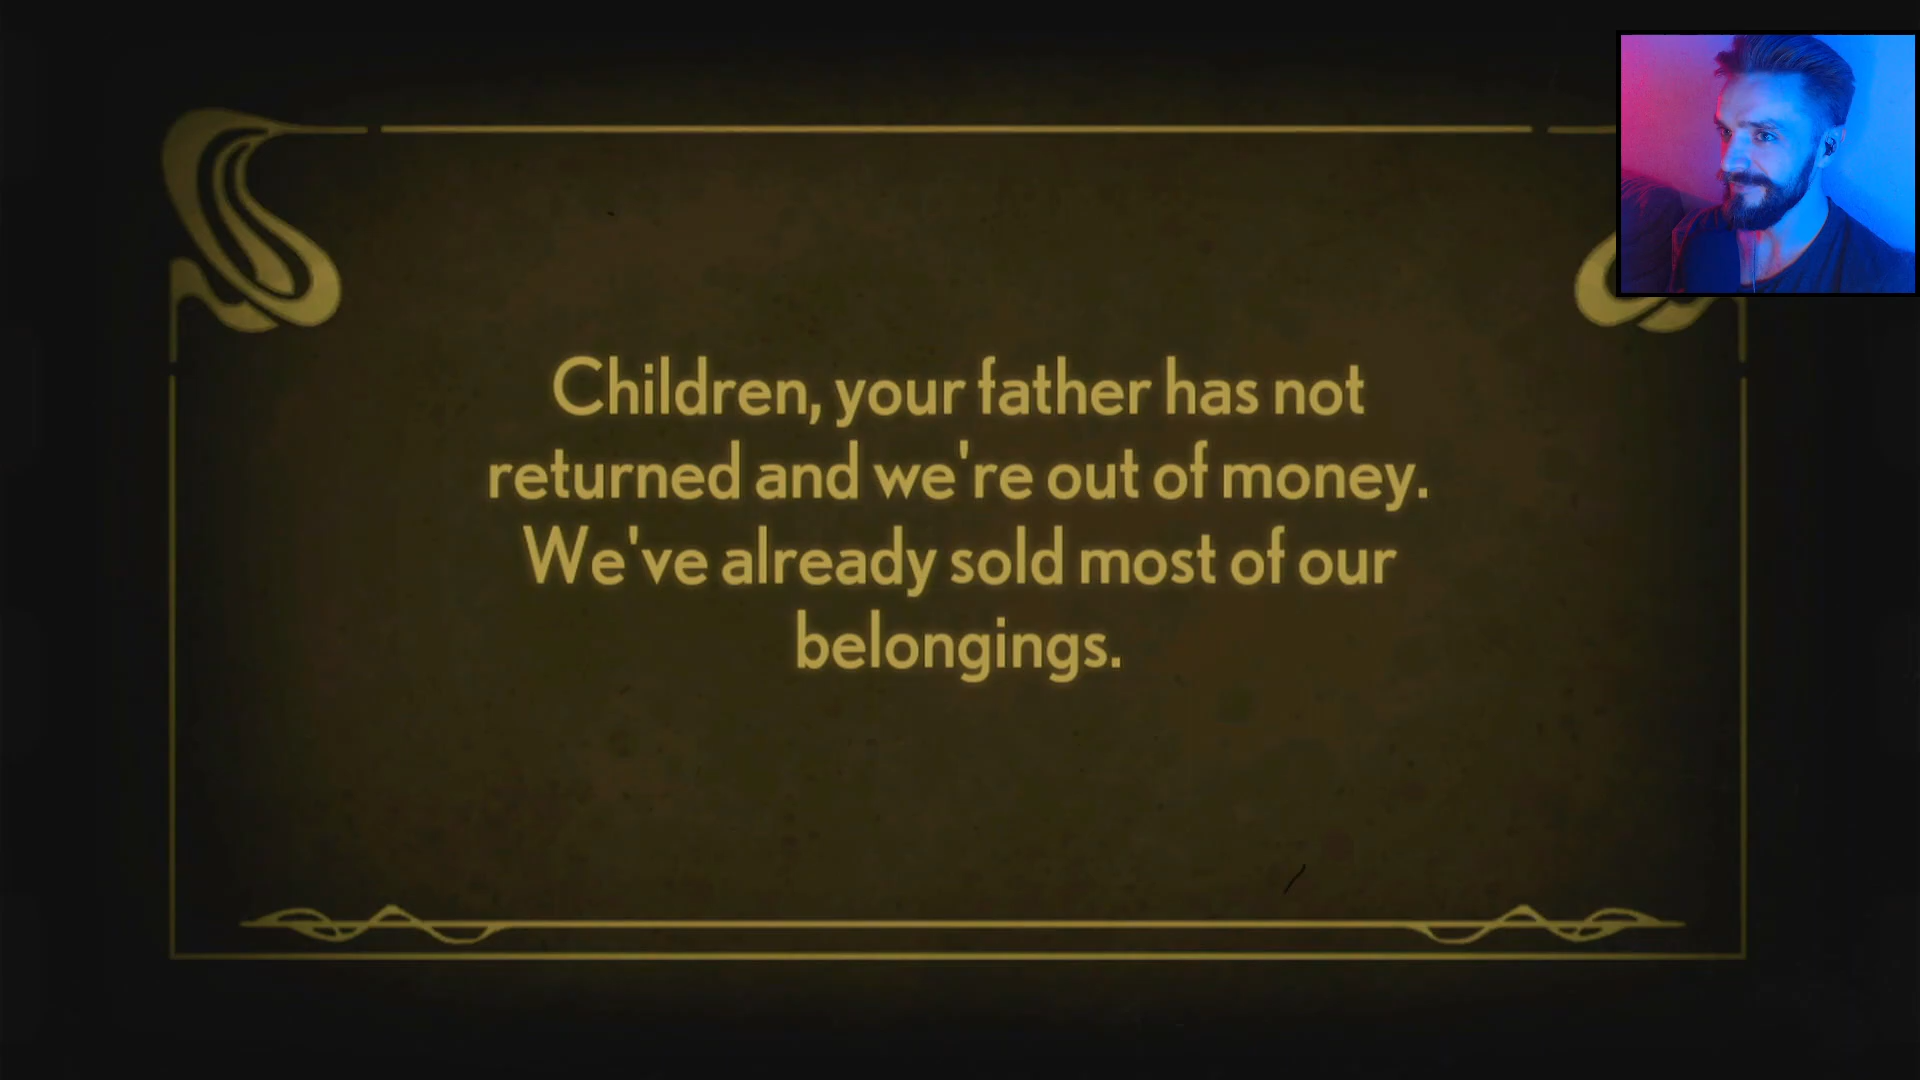 Children, your father has not
returned and we're out of money.
We've already sold most of our
belongings.